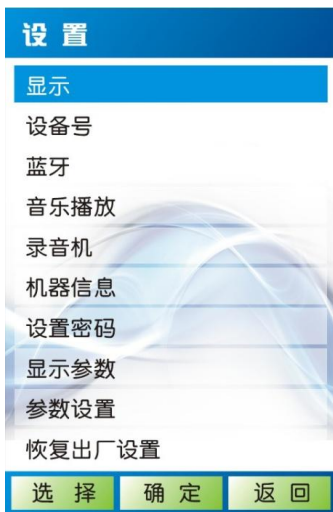 设置
显示
设备号
蓝牙
音乐播放
录音机
机器信息
设置密码
显示参数
参数设置
恢复出厂设置
选择 确定 返回